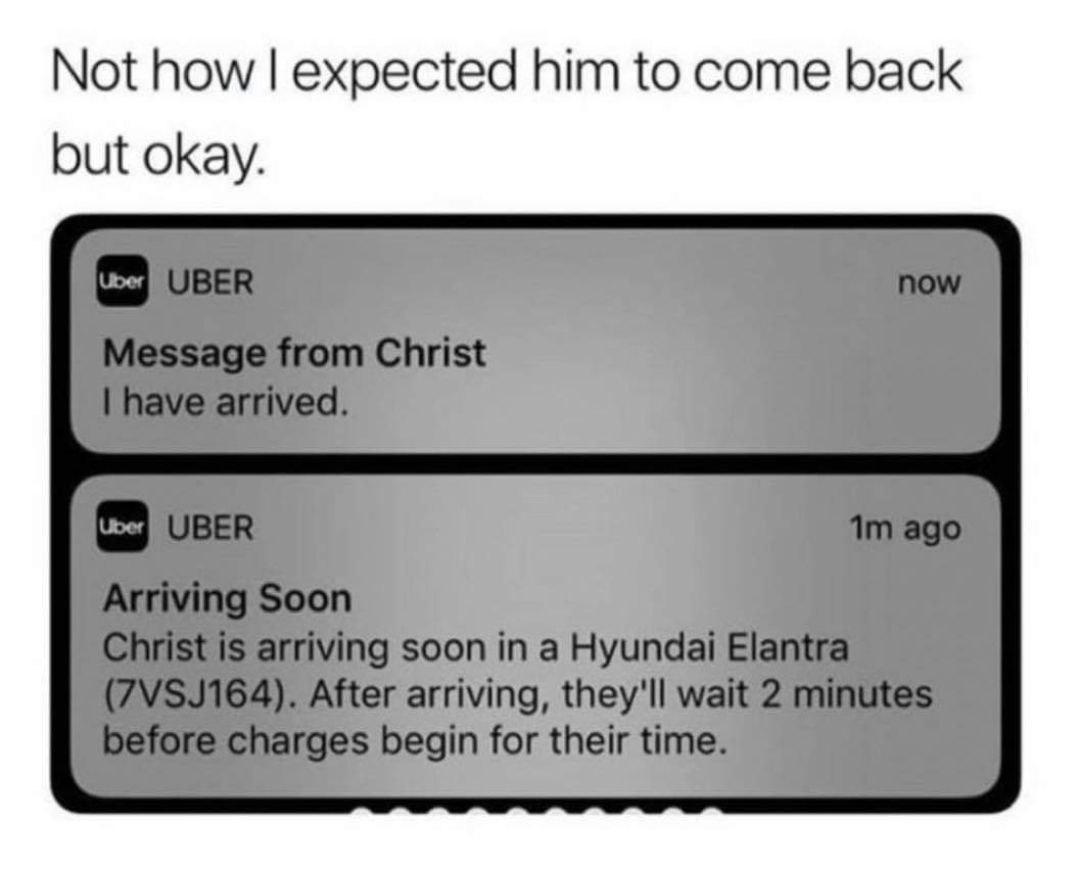 Not how I expected him to come back
but okay.
Uber UBER now
Message from Christ
I have arrived.
Uber UBER 1m ago
Arriving Soon
Christ is arriving soon in a Hyundai Elantra
(7VSJ164). After arriving, they'll wait 2 minutes
before charges begin for their time.